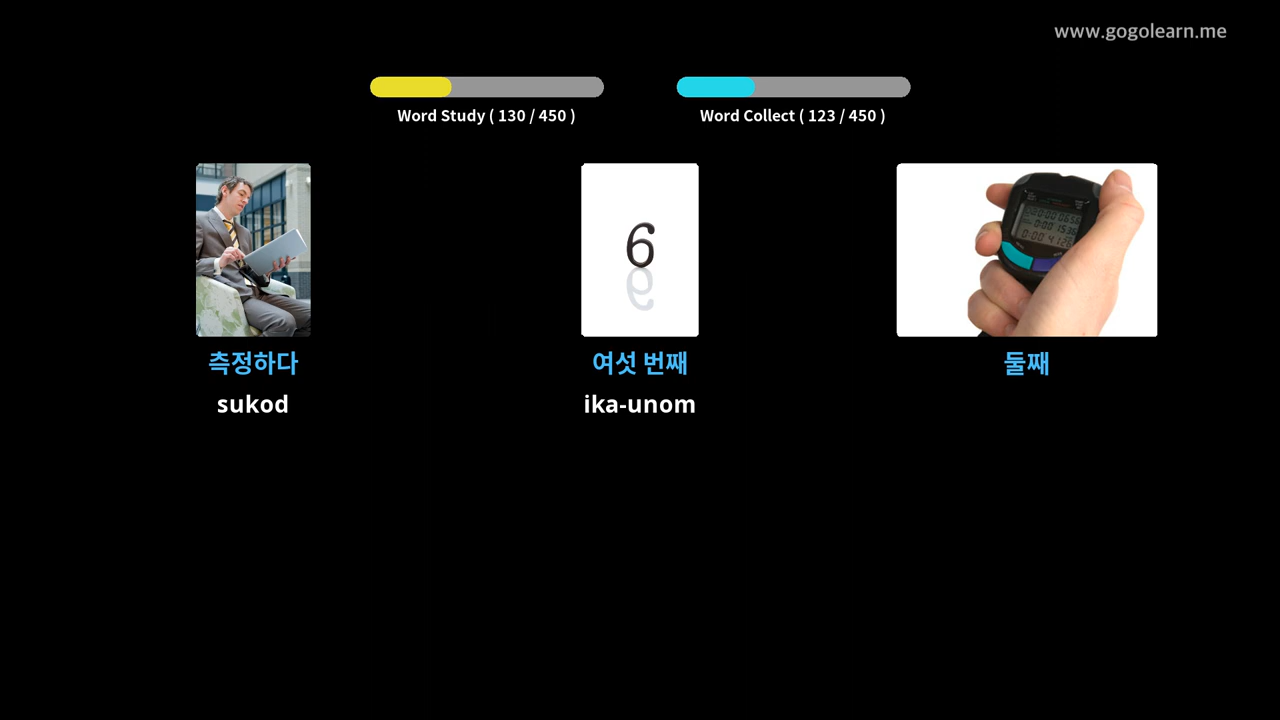 www.gogolearn.me
Word Study ( 130 / 450 )
Word Collect ( 123 / 450 )
6
측정하다
여섯 번째
둘째
sukod
ika-unom